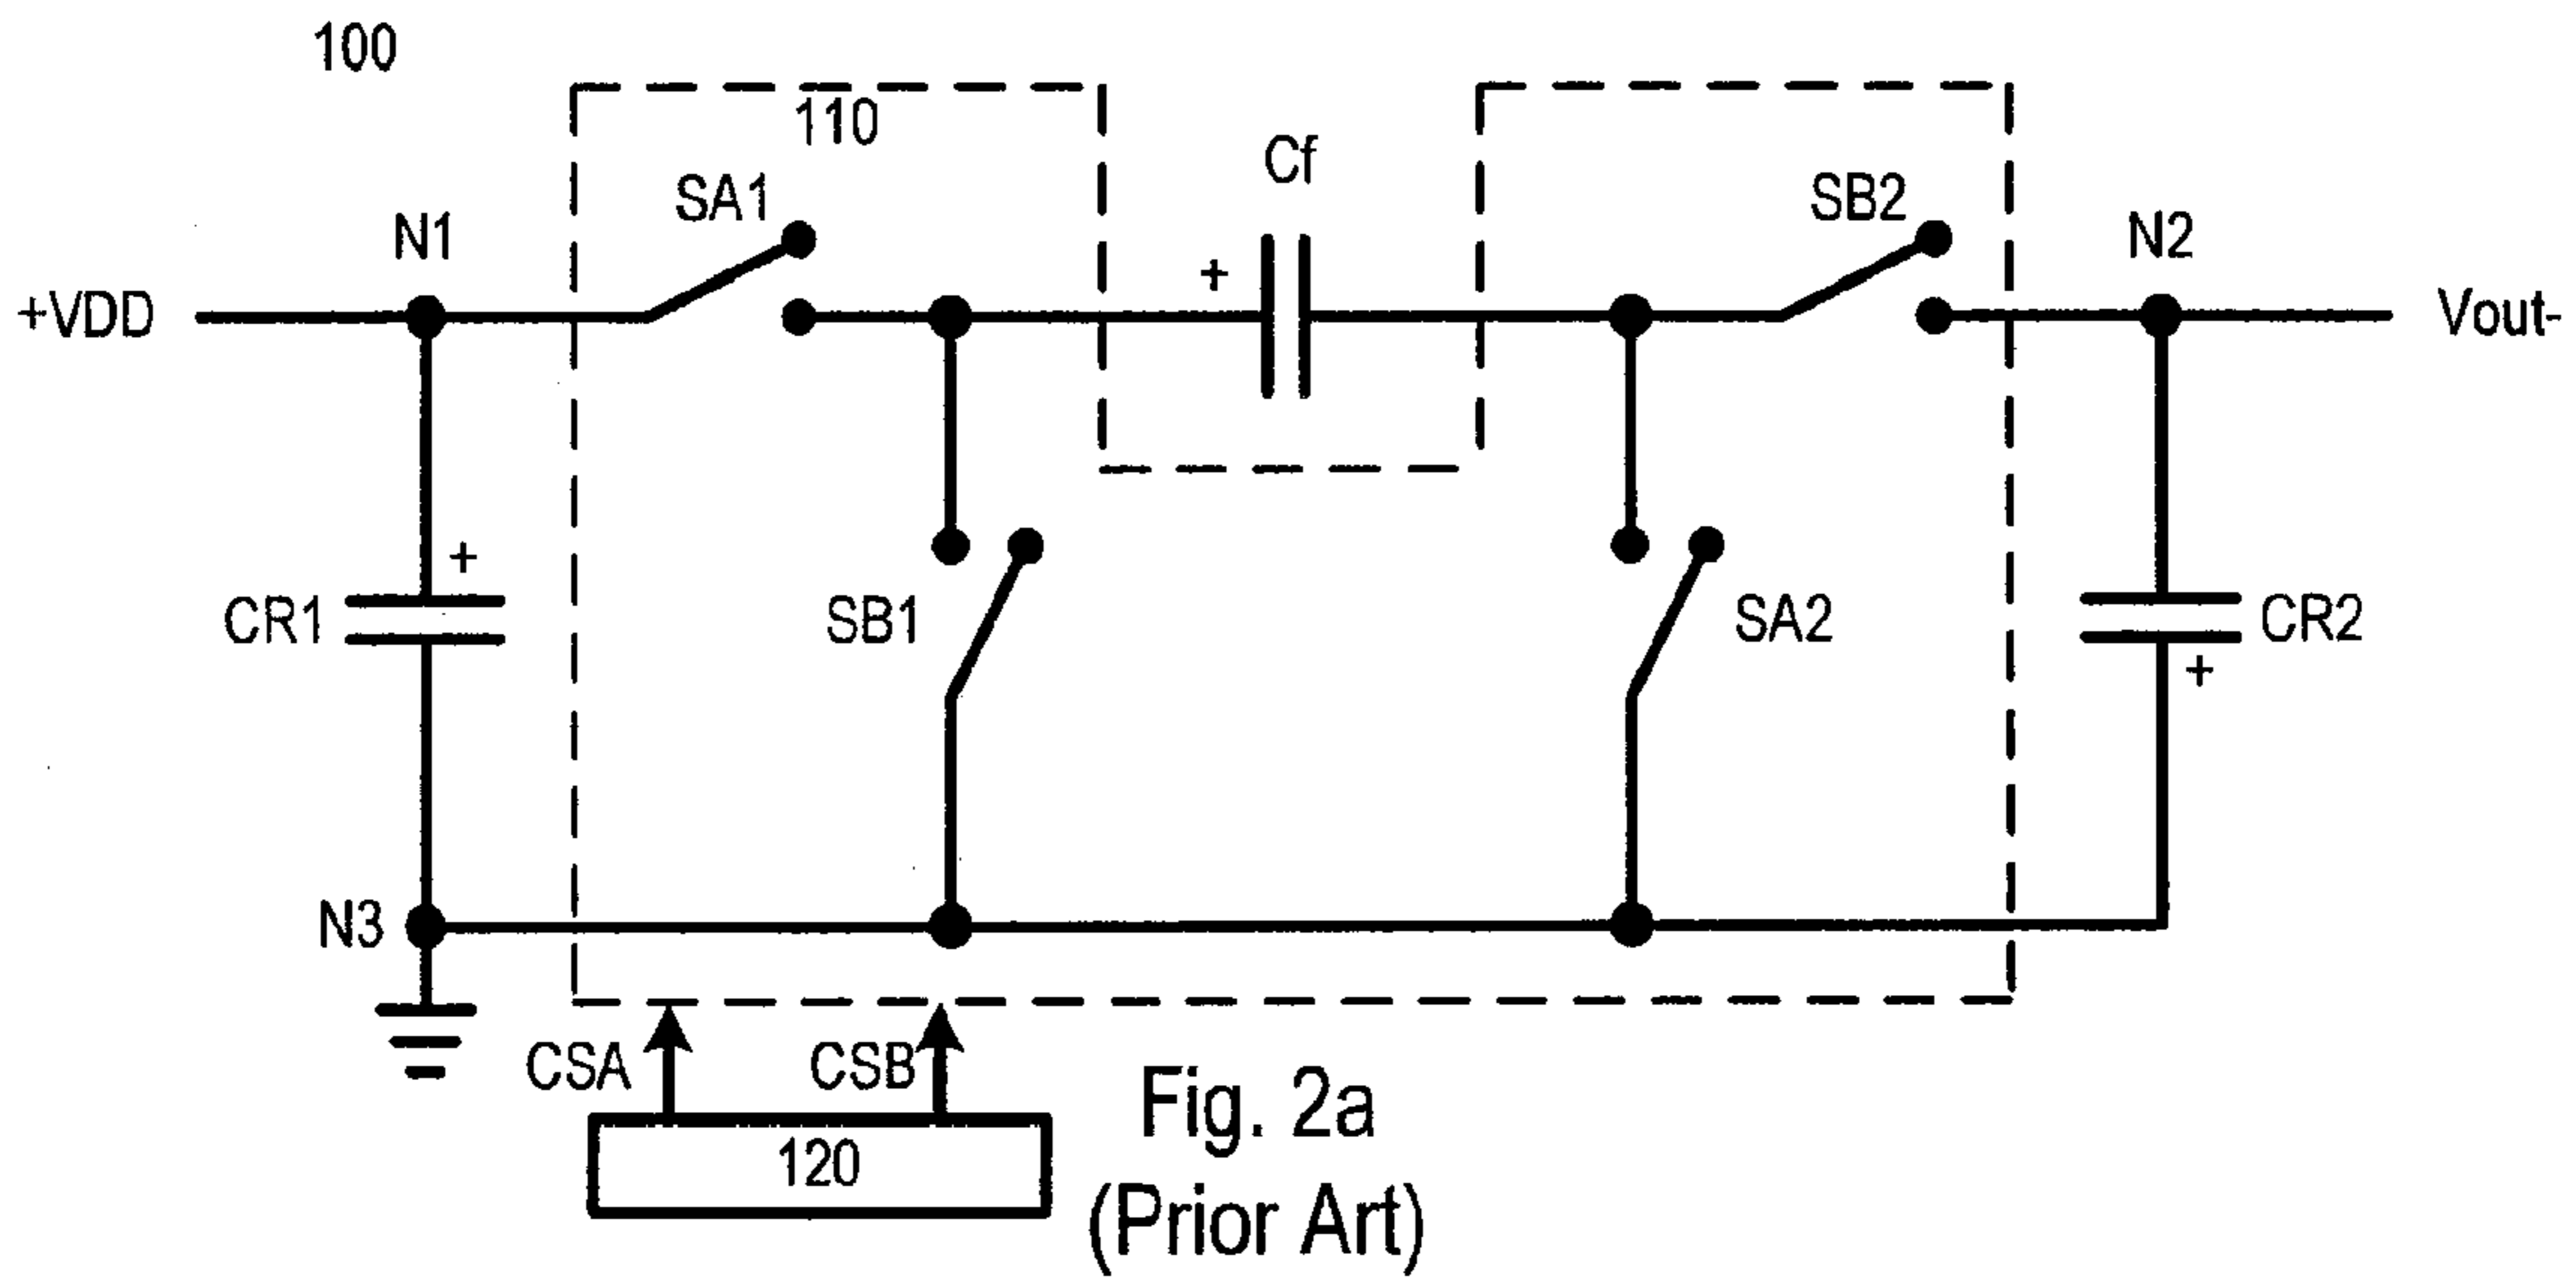 100
110
Cf
SA1
SB2
N1
N2
+VDD
+
Vout-
+
CR1
SB1
SA2
CR2
+
N3
CSA
CSB
Fig. 2a
120
(Prior Art)